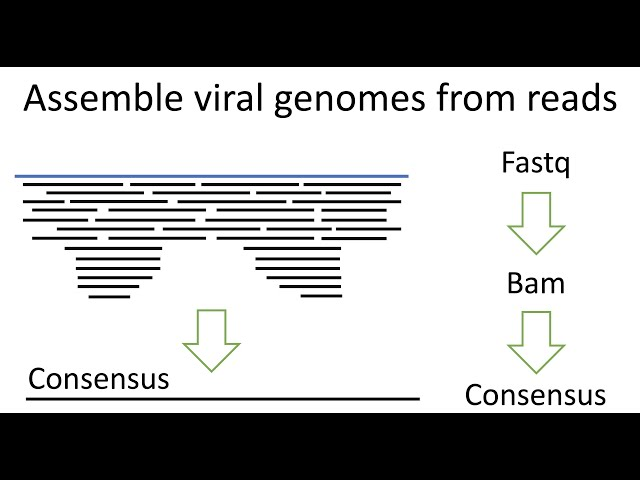 Assemble viral genomes from reads
Fastq
Bam
Consensus
Consensus